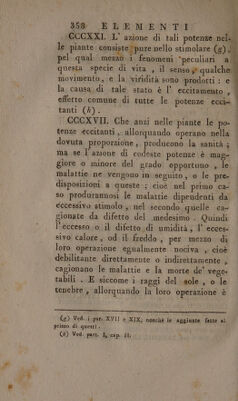 358 ELEMENTI
CCCXXI. L' azione di tali potenze nel-
le piante consiste pure nello stimolare (g),
pel qual mezzo i fenomeni peculiari a
questa specie di vita, il senso, qualche
movimento, e la viridità sono prodotti: e
la causa di tale stato è l' eccitamento,
effetto comune di tutte le potenze ecci-
tanti (h).
CCCXVII. Che anzi nelle piante le po-
tenze eccitanti, allorquando operano nella
dovuta proporzione, producono la sanità;
ma se l'azione di codeste potenze è mag-
giore o minore del grado opportuno, le
malattie ne vengono in seguito, o le pre-
disposizioni a queste: cioè nel primo ca-
so produrannosi le malattie dipendenti da
eccessivo stimolo, nel secondo quelle ca-
gionate da difetto del medesimo. Quindi
l'eccesso o il difetto di umidità, l' ecces-
sivo calore, od il freddo, per mezzo di
loro operazione egualmente nociva, cioè
debilitante direttamente o indirettamente,
cagionano le malattie e la morte de' vege-
tabili. E siccome i raggi del sole, o le
tenebre, allorquando la loro operazione è
(g) Ved. i par. XVII e XIX, nonchè le aggiunte fatte al
primo di questi.
(h) Ved. part. I, cap. II.